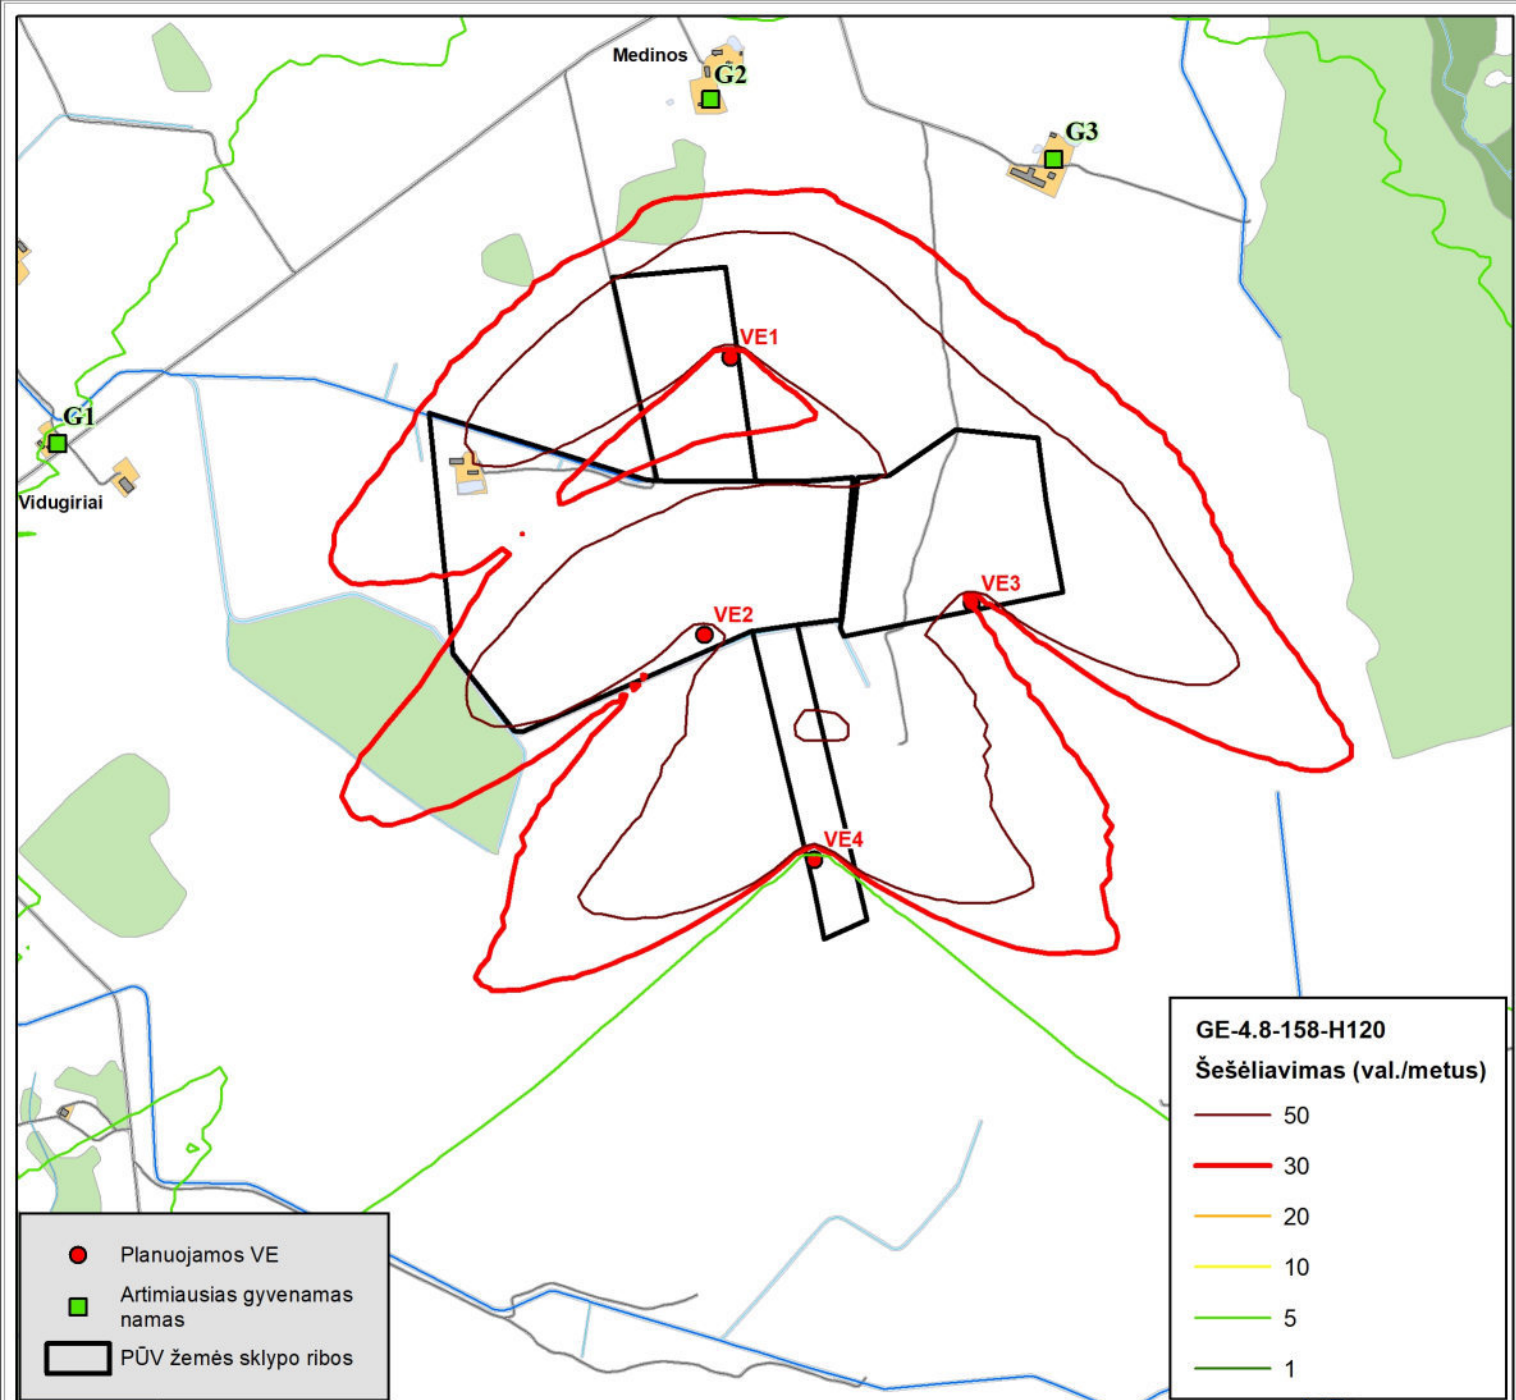 Medinos
G2
G3
VE1
G1
Vidugiriai
VE3
VE2
VE4
GE-4.8-158-H120
Šešėliavimas (val./metus)
50
30
20
10
5
1
Planuojamos VE
Artimiausias gyvenamas
namas
PŪV žemės sklypo ribos